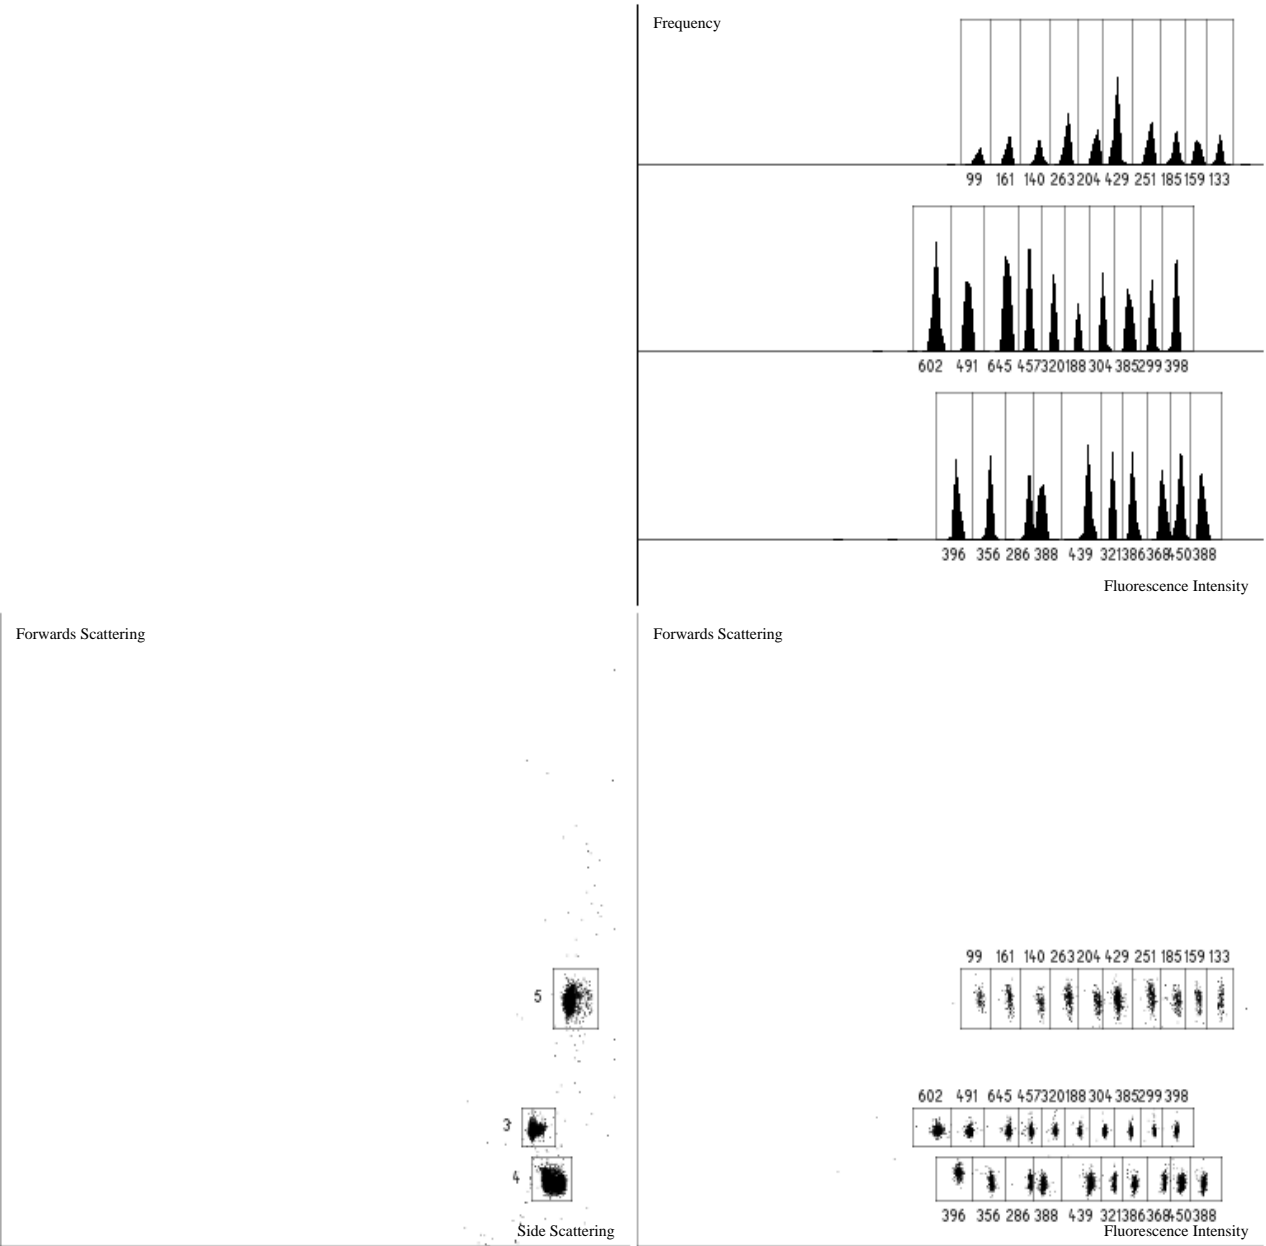 Frequency
99 161 140 263 204 429 251 185 159 133
602 491 645 457 320 188 304 385 299 398
396 356 286 388 439 321 386 368 450 388
Fluorescence Intensity
Forwards Scattering
5
3
4
Side Scattering
Forwards Scattering
99 161 140 263 204 429 251 185 159 133
602 491 645 457 320 188 304 385 299 398
396 356 286 388 439 321 386 368 450 388
Fluorescence Intensity